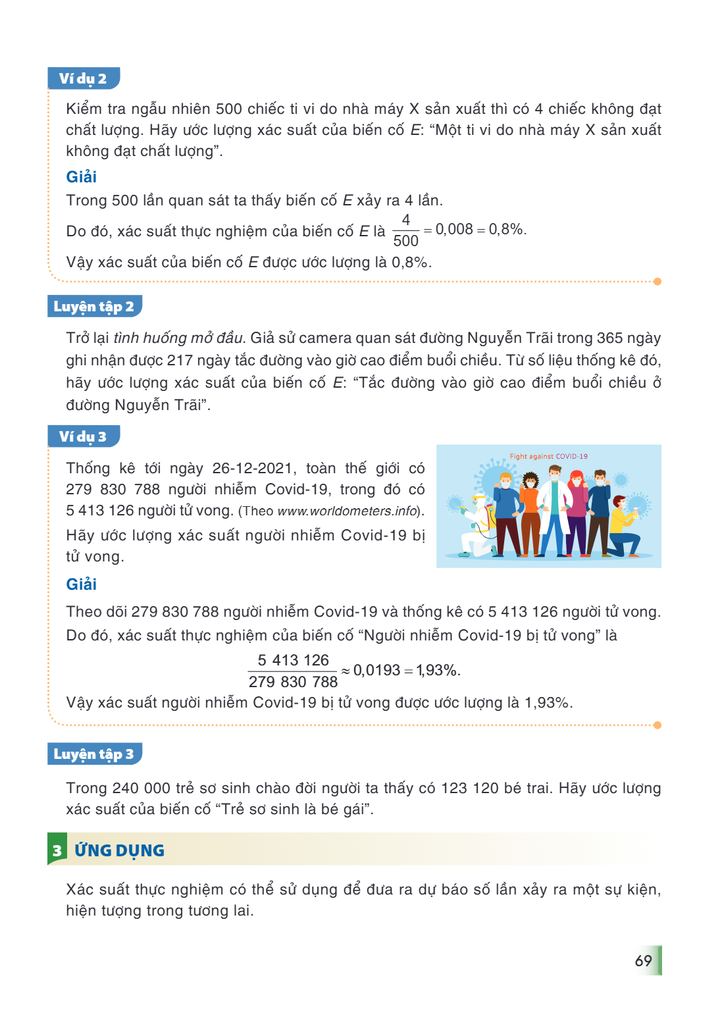 Ví dụ 2
Kiểm tra ngẫu nhiên 500 chiếc ti vi do nhà máy X sản xuất thì có 4 chiếc không đạt
chất lượng. Hãy ước lượng xác suất của biến cố E: “Một ti vi do nhà máy X sản xuất
không đạt chất lượng”.
Giải
Trong 500 lần quan sát ta thấy biến cố E xảy ra 4 lần.
Do đó, xác suất thực nghiệm của biến cố E là 4/500 = 0,008 = 0,8%.
Vậy xác suất của biến cố E được ước lượng là 0,8%.
Luyện tập 2
Trở lại tình huống mở đầu. Giả sử camera quan sát đường Nguyễn Trãi trong 365 ngày
ghi nhận được 217 ngày tắc đường vào giờ cao điểm buổi chiều. Từ số liệu thống kê đó,
hãy ước lượng xác suất của biến cố E: “Tắc đường vào giờ cao điểm buổi chiều ở
đường Nguyễn Trãi”.
Ví dụ 3
Thống kê tới ngày 26-12-2021, toàn thế giới có
279 830 788 người nhiễm Covid-19, trong đó có
5 413 126 người tử vong. (Theo www.worldometers.info).
Hãy ước lượng xác suất người nhiễm Covid-19 bị
tử vong.
Fight against COVID-19
Giải
Theo dõi 279 830 788 người nhiễm Covid-19 và thống kê có 5 413 126 người tử vong.
Do đó, xác suất thực nghiệm của biến cố “Người nhiễm Covid-19 bị tử vong” là
5 413 126/279 830 788 ≈ 0,0193 = 1,93%.
Vậy xác suất người nhiễm Covid-19 bị tử vong được ước lượng là 1,93%.
Luyện tập 3
Trong 240 000 trẻ sơ sinh chào đời người ta thấy có 123 120 bé trai. Hãy ước lượng
xác suất của biến cố “Trẻ sơ sinh là bé gái”.
3 ỨNG DỤNG
Xác suất thực nghiệm có thể sử dụng để đưa ra dự báo số lần xảy ra một sự kiện,
hiện tượng trong tương lai.
69